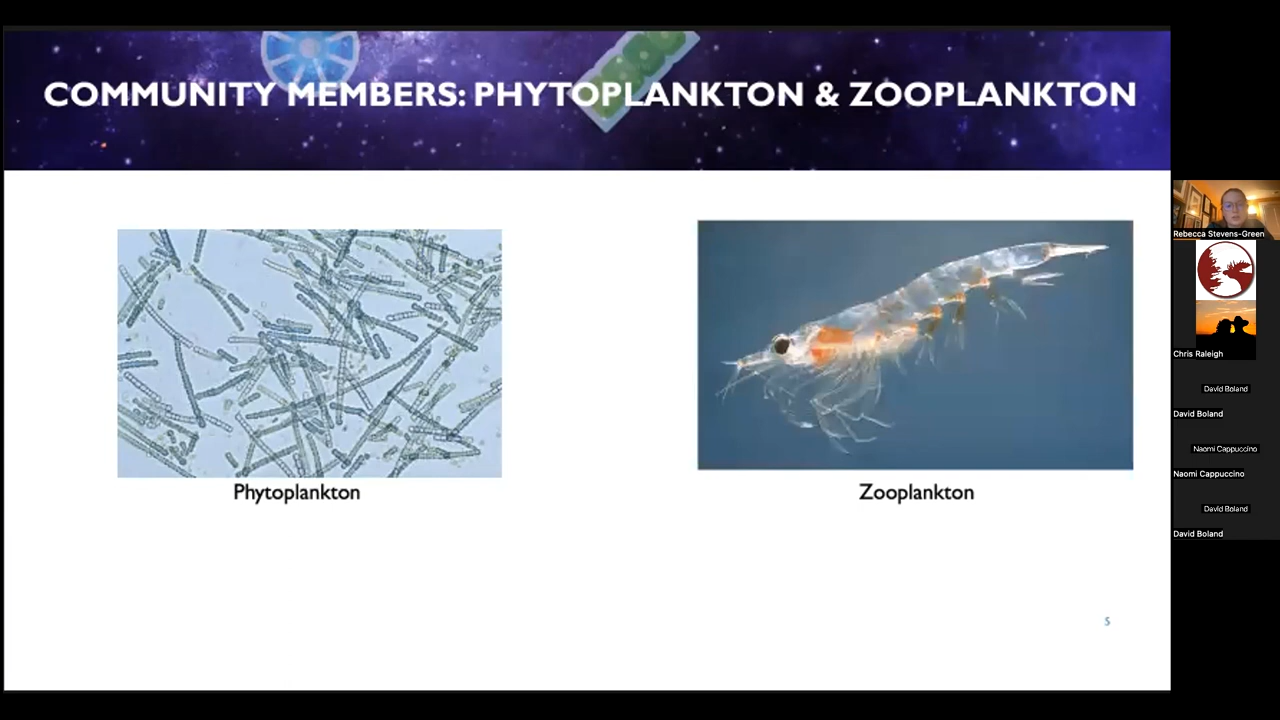 COMMUNITY MEMBERS: PHYTOPLANKTON & ZOOPLANKTON
Phytoplankton
Zooplankton
5
Rebecca Stevens-Green
Chris Raleigh
David Boland
David Boland
Naomi Cappuccino
Naomi Cappuccino
David Boland
David Boland